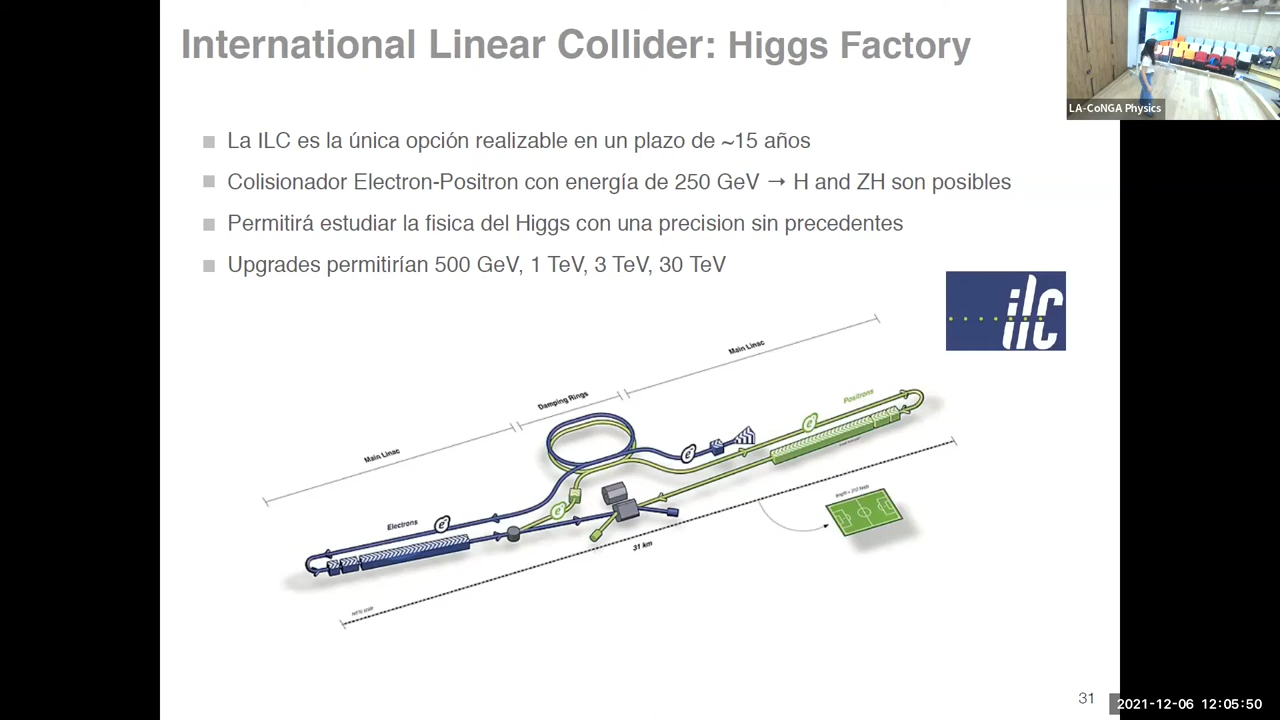 International Linear Collider: Higgs Factory
LA-CoNGA Physics
La ILC es la única opción realizable en un plazo de ~15 años
Colisionador Electron-Positron con energía de 250 GeV → H and ZH son posibles
Permitirá estudiar la fisica del Higgs con una precision sin precedentes
Upgrades permitirían 500 GeV, 1 TeV, 3 TeV, 30 TeV
ilc
Main Linac
Damping Rings
Main Linac
Positrons
e
e
Electrons
e
e
31 km
31
2021-12-06 12:05:50